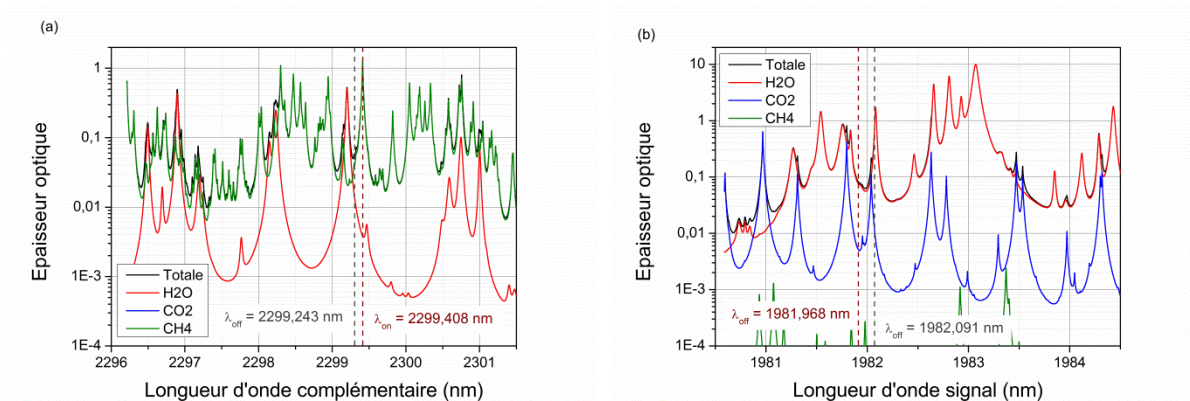 (a)
1
0,1
0,01
1E-3
1E-4
Epaisseur optique
Totale
H2O
CO2
CH4
λoff = 2299,243 nm
λon = 2299,408 nm
2296
2297
2298
2299
2300
2301
Longueur d'onde complémentaire (nm)
(b)
10
1
0,1
0,01
1E-3
1E-4
Epaisseur optique
Totale
H2O
CO2
CH4
λoff = 1981,968 nm
λoff = 1982,091 nm
1981
1982
1983
1984
Longueur d'onde signal (nm)